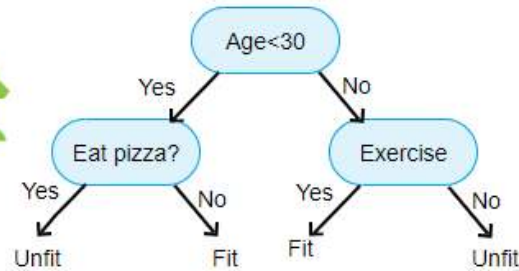 Age<30
Yes
No
Eat pizza?
Exercise
Yes
No
Yes
No
Unfit
Fit
Fit
Unfit